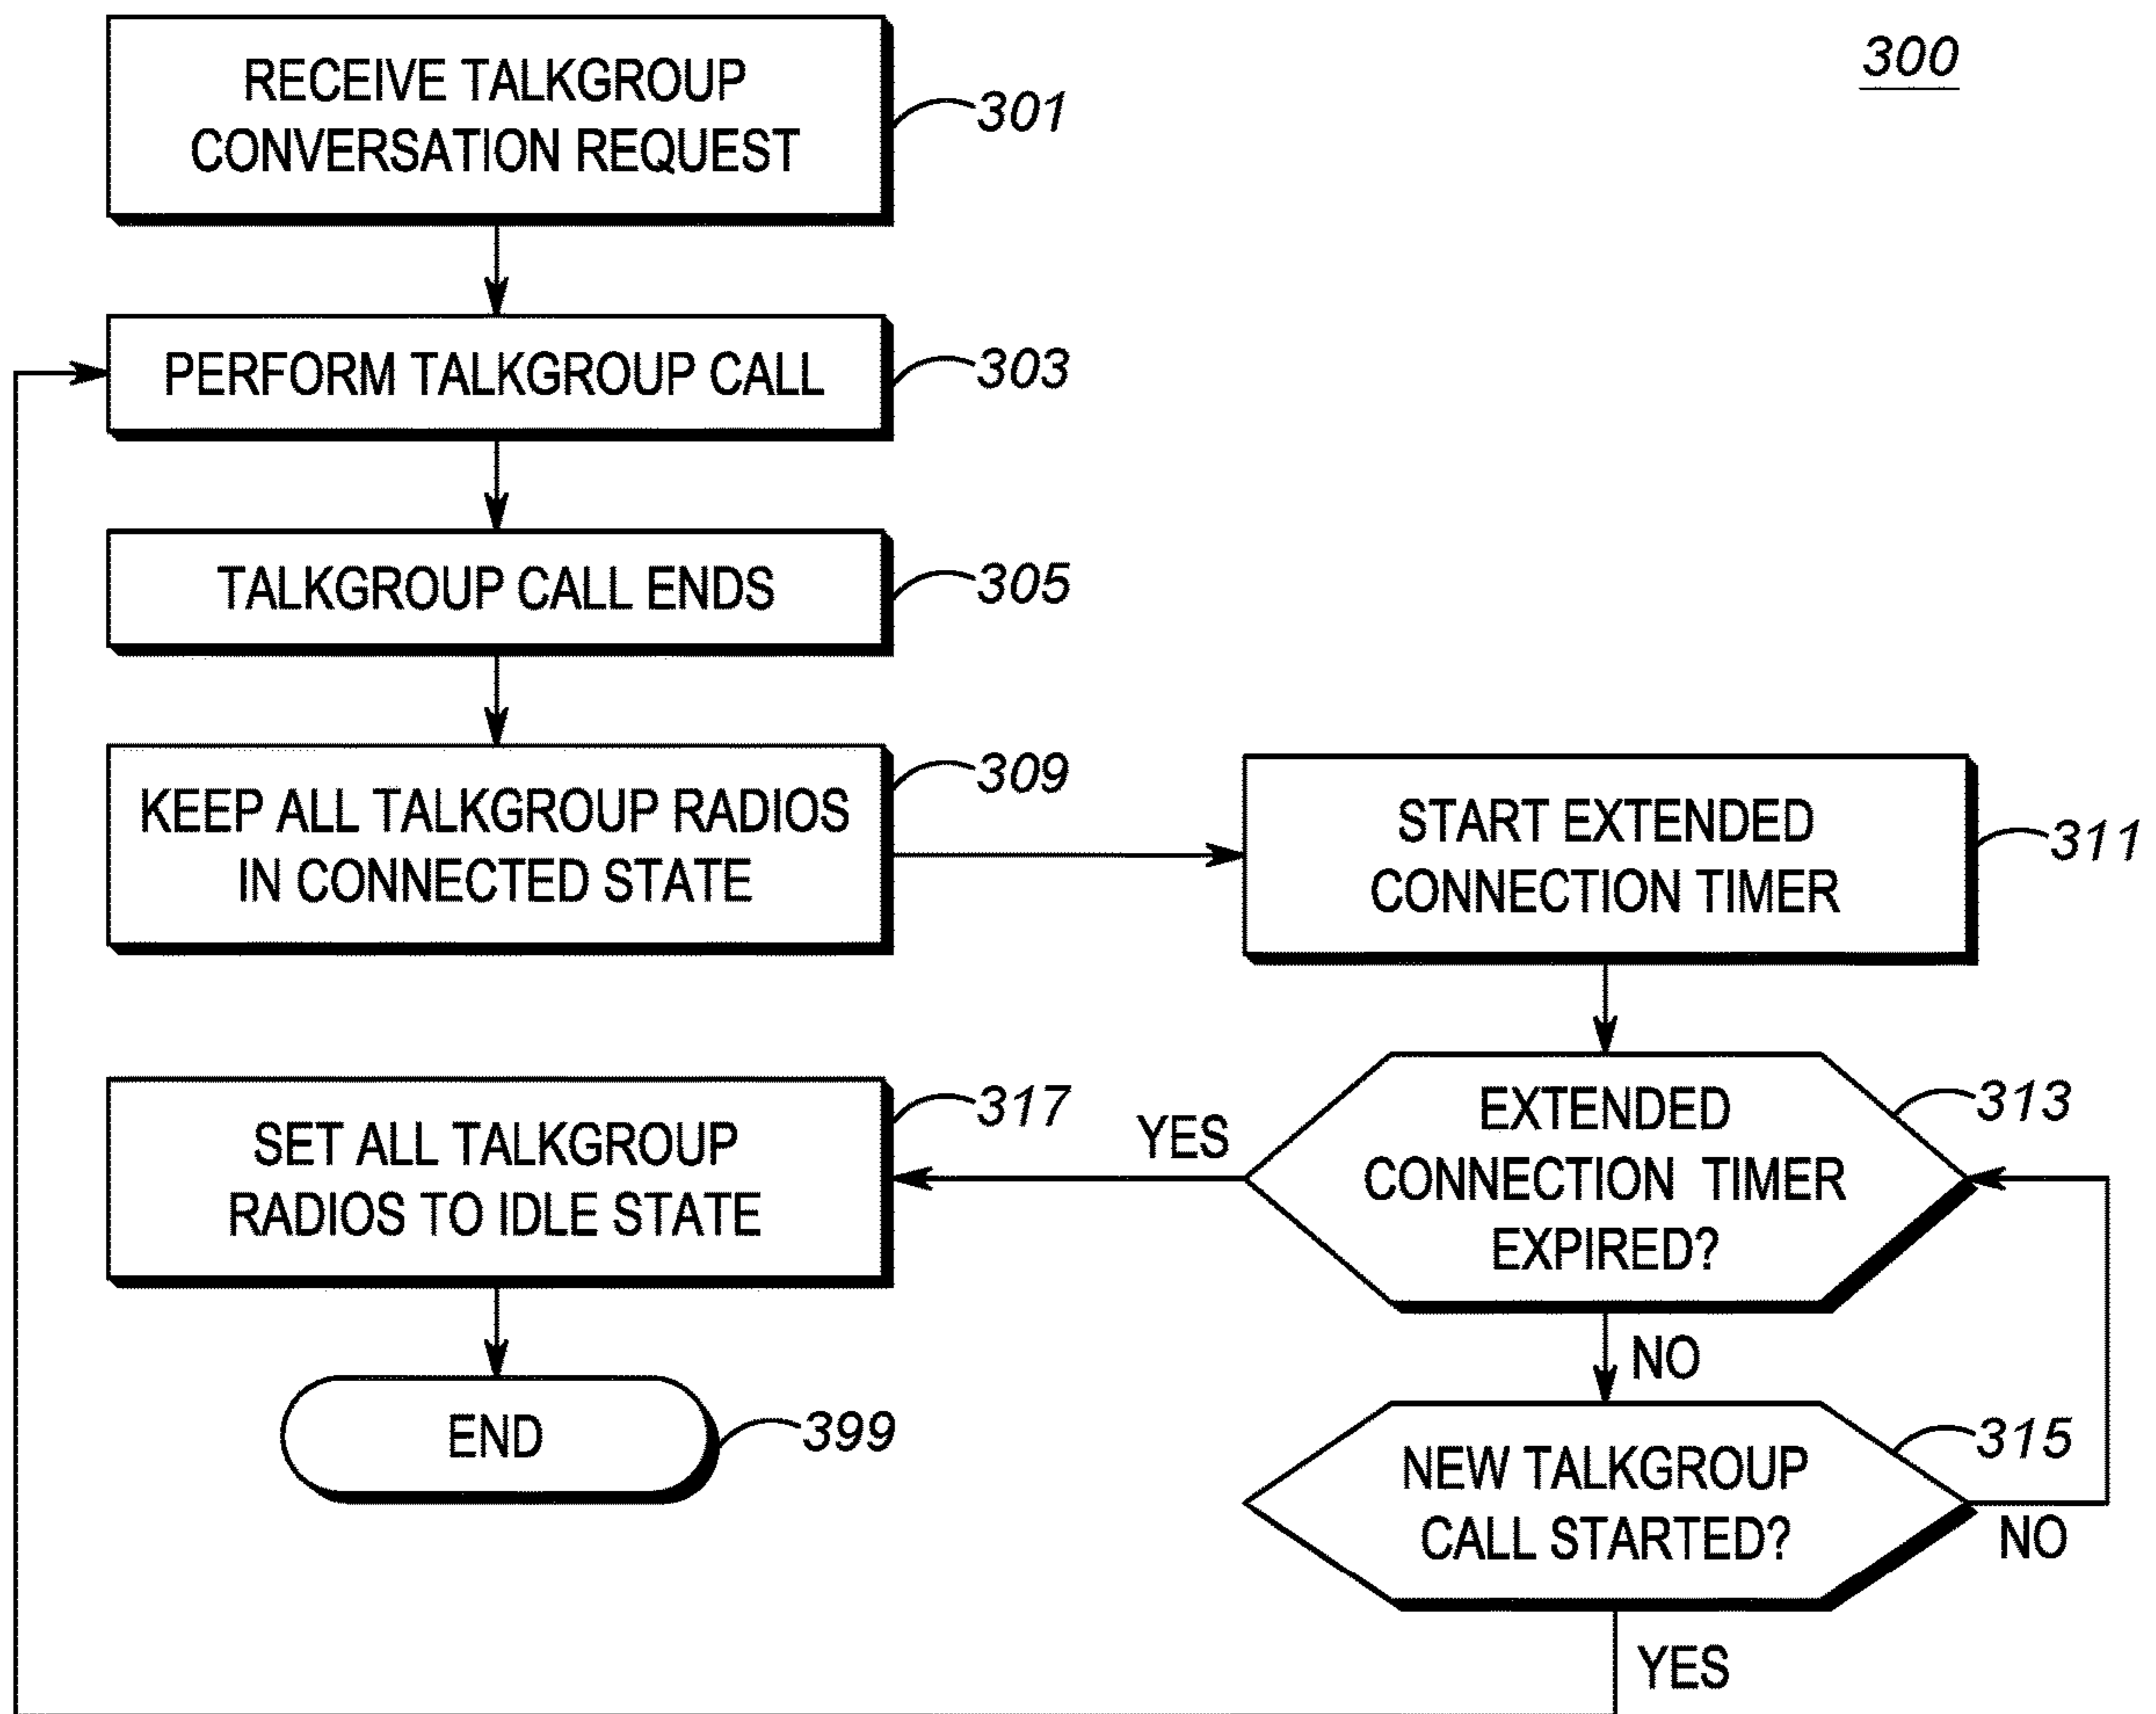 300
RECEIVE TALKGROUP
CONVERSATION REQUEST
301
PERFORM TALKGROUP CALL
303
TALKGROUP CALL ENDS
305
KEEP ALL TALKGROUP RADIOS
IN CONNECTED STATE
309
START EXTENDED
CONNECTION TIMER
311
EXTENDED
CONNECTION TIMER
EXPIRED?
313
YES
NO
SET ALL TALKGROUP
RADIOS TO IDLE STATE
317
END
399
NEW TALKGROUP
CALL STARTED?
315
NO
YES